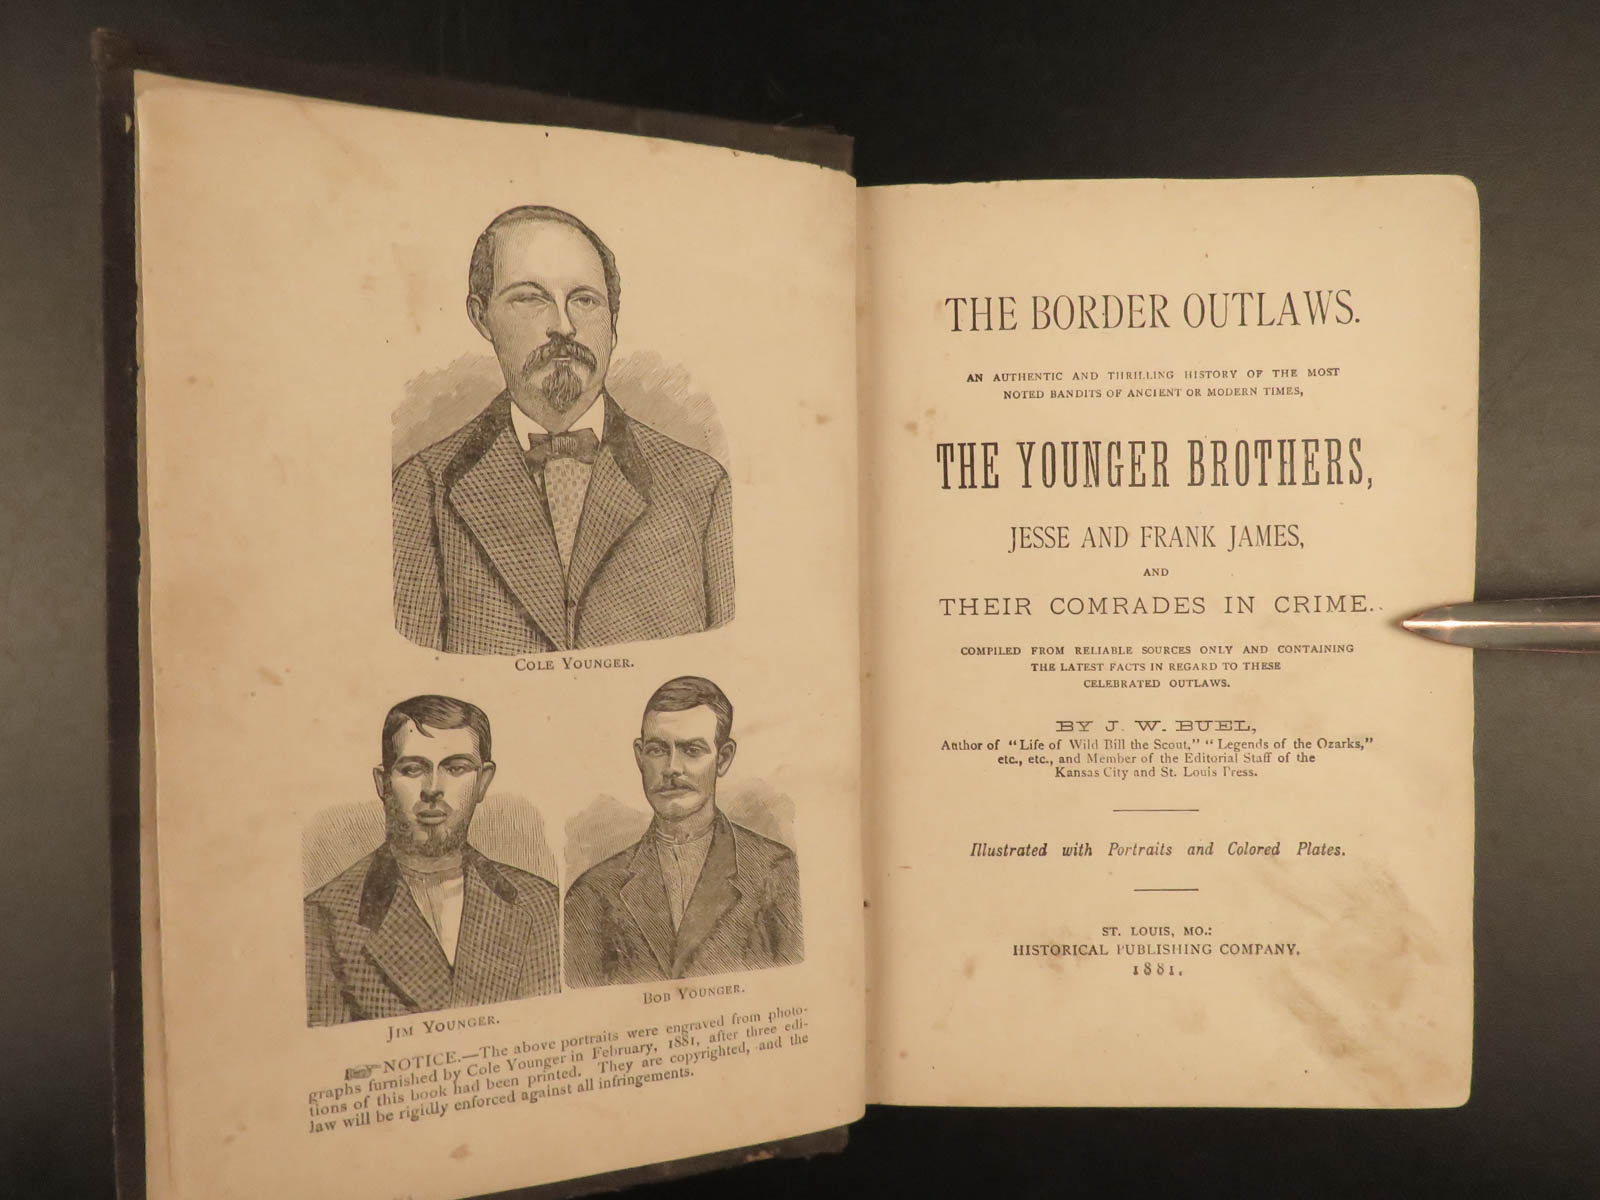 COLE YOUNGER.
JIM YOUNGER.
BOB YOUNGER.
☞NOTICE.—The above portraits were engraved from photo-
graphs furnished by Cole Younger in February, 1881, after three edi-
tions of this book had been printed. They are copyrighted, and the
law will be rigidly enforced against all infringements.
THE BORDER OUTLAWS.
AN AUTHENTIC AND THRILLING HISTORY OF THE MOST
NOTED BANDITS OF ANCIENT OR MODERN TIMES,
THE YOUNGER BROTHERS,
JESSE AND FRANK JAMES,
AND
THEIR COMRADES IN CRIME.
COMPILED FROM RELIABLE SOURCES ONLY AND CONTAINING
THE LATEST FACTS IN REGARD TO THESE
CELEBRATED OUTLAWS.
BY J. W. BUEL,
Author of "Life of Wild Bill the Scout," "Legends of the Ozarks,"
etc., etc., and Member of the Editorial Staff of the
Kansas City and St. Louis Press.
Illustrated with Portraits and Colored Plates.
ST. LOUIS, MO.:
HISTORICAL PUBLISHING COMPANY.
1881.